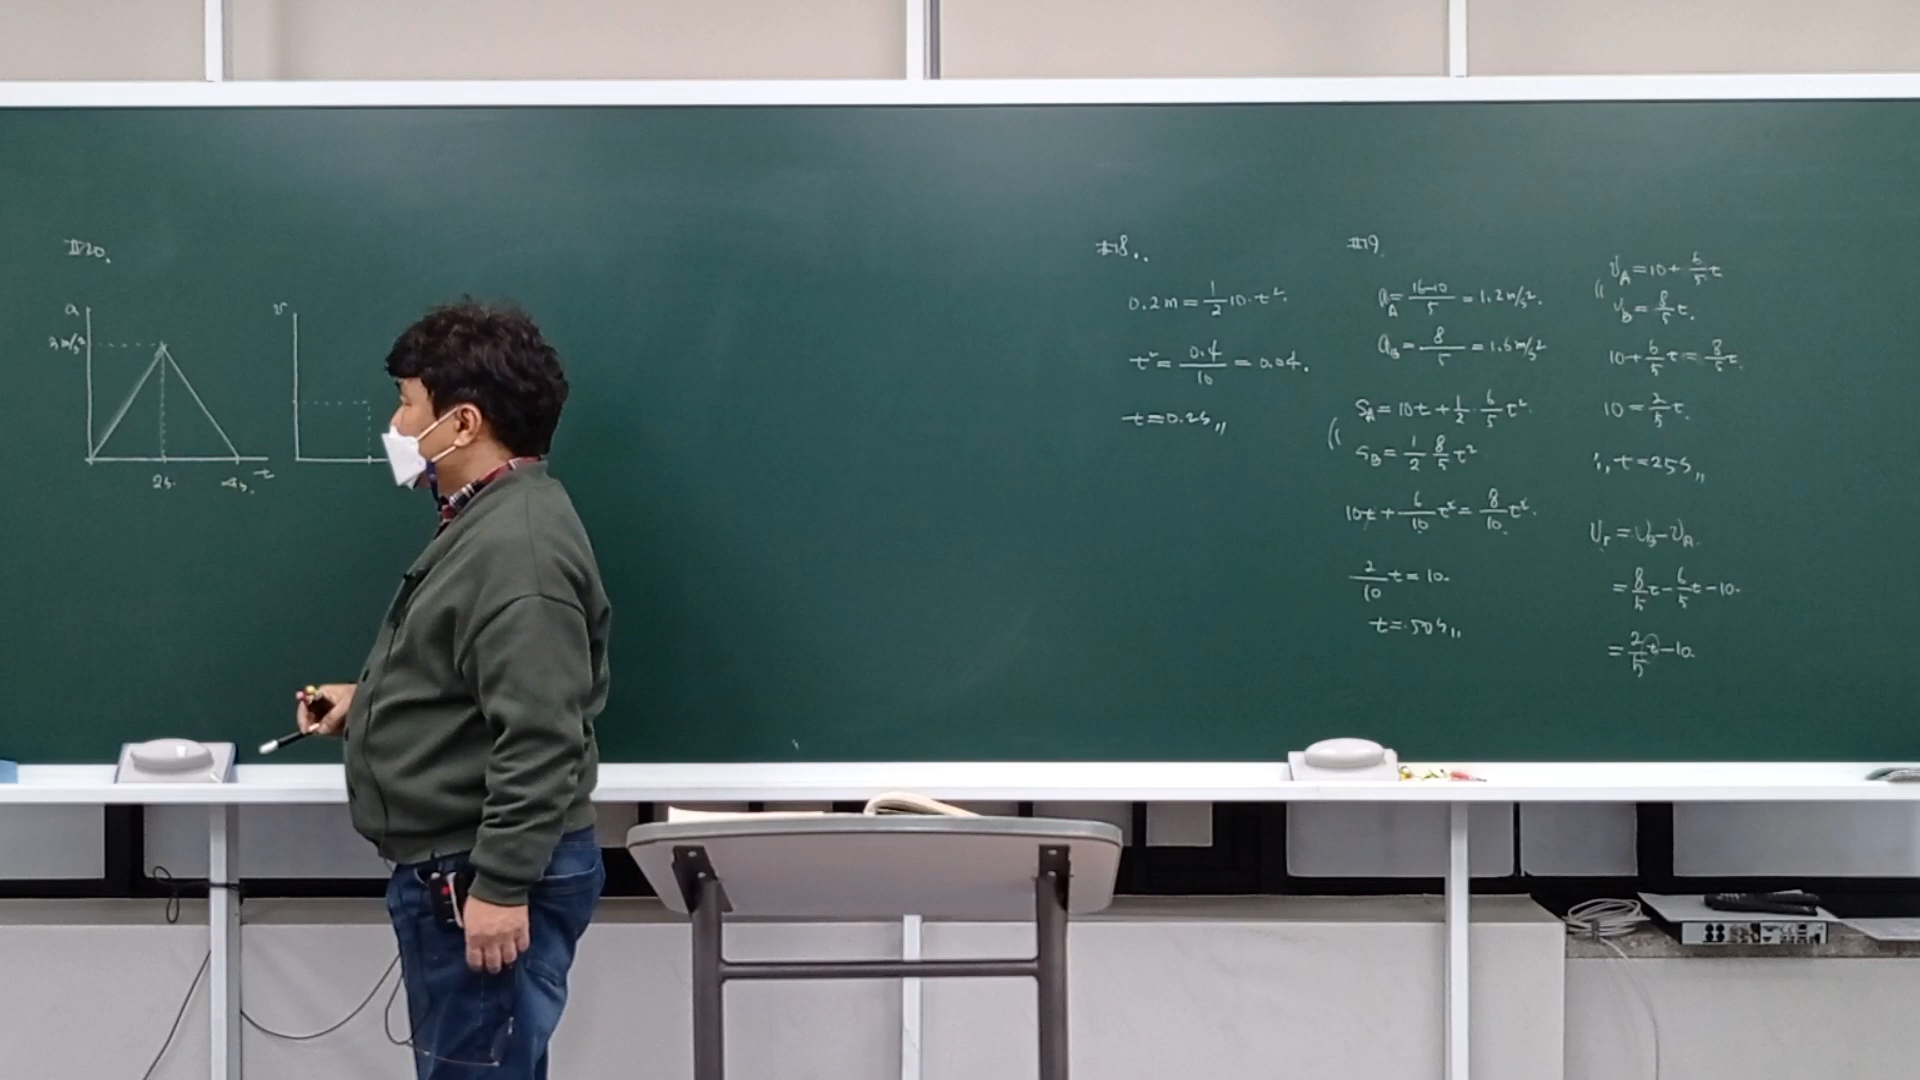 #20.
a
3m/s²
2s.
4s.
t
v
#18..
0.2m = 1/2 10·t².
t² = 0.4/10 = 0.04.
t = 0.2s,,
#19.
a_A = 16-10/5 = 1.2m/s².
a_B = 8/5 = 1.6m/s²
S_A = 10t + 1/2 · 6/5 t²
S_B = 1/2 8/5 t²
10t + 6/10 t² = 8/10 t².
2/10 t = 10.
t = 50s,,
v_A = 10 + 6/5 t
v_B = 8/5 t.
10 + 6/5 t = 8/5 t.
10 = 2/5 t.
∴ t = 25s,,
v_r = v_B - v_A.
= 8/5 t - 6/5 t - 10.
= 2/5 t - 10.